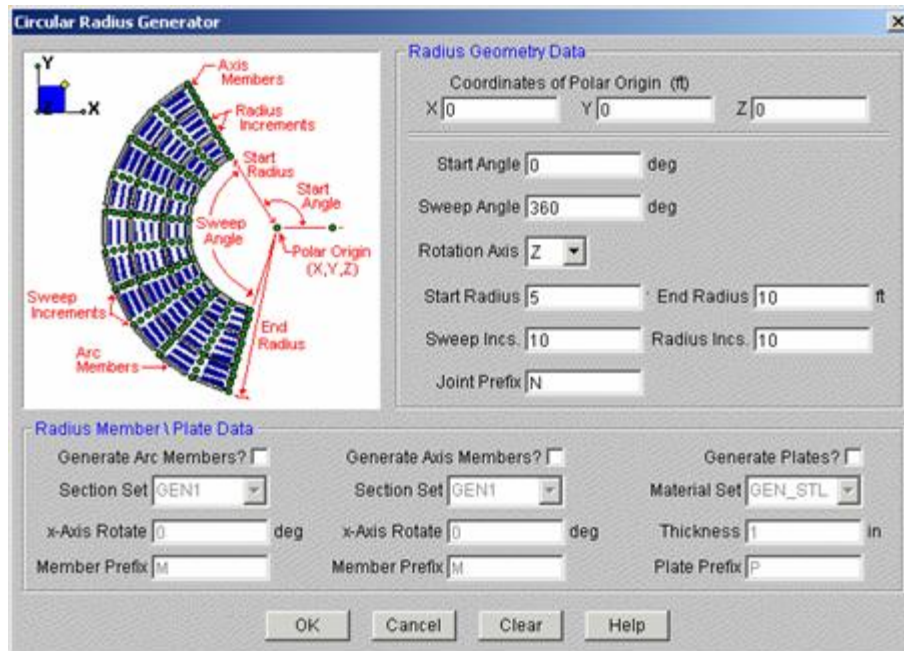 Circular Radius Generator
Y
Z
X
Axis
Members
Radius
Increments
Start
Radius
Start
Angle
Sweep
Angle
Polar Origin
(X,Y,Z)
Sweep
Increments
End
Radius
Arc
Members
Radius Geometry Data
Coordinates of Polar Origin (ft)
X 0 Y 0 Z 0
Start Angle 0 deg
Sweep Angle 360 deg
Rotation Axis Z
Start Radius 5 End Radius 10 ft
Sweep Incs. 10 Radius Incs. 10
Joint Prefix N
Radius Member \ Plate Data
Generate Arc Members? Generate Axis Members? Generate Plates?
Section Set GEN1 Section Set GEN1 Material Set GEN_STL
x-Axis Rotate 0 deg x-Axis Rotate 0 deg Thickness 1 in
Member Prefix M Member Prefix M Plate Prefix P
OK Cancel Clear Help